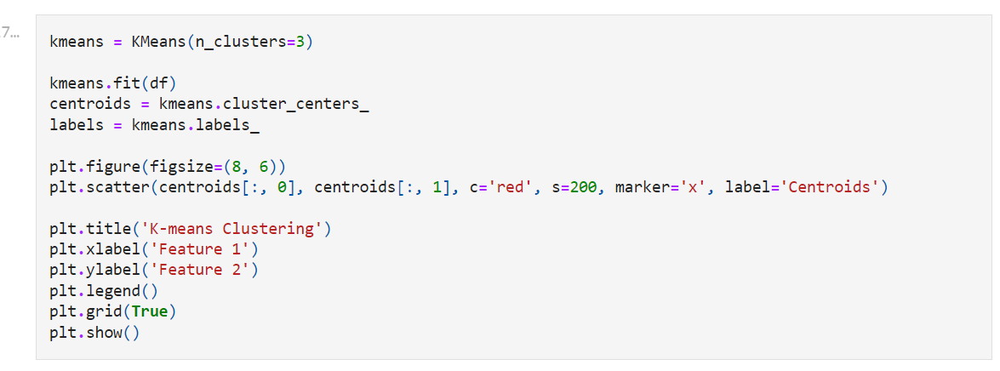 7…
kmeans = KMeans(n_clusters=3)
kmeans.fit(df)
centroids = kmeans.cluster_centers_
labels = kmeans.labels_
plt.figure(figsize=(8, 6))
plt.scatter(centroids[:, 0], centroids[:, 1], c='red', s=200, marker='x', label='Centroids')
plt.title('K-means Clustering')
plt.xlabel('Feature 1')
plt.ylabel('Feature 2')
plt.legend()
plt.grid(True)
plt.show()